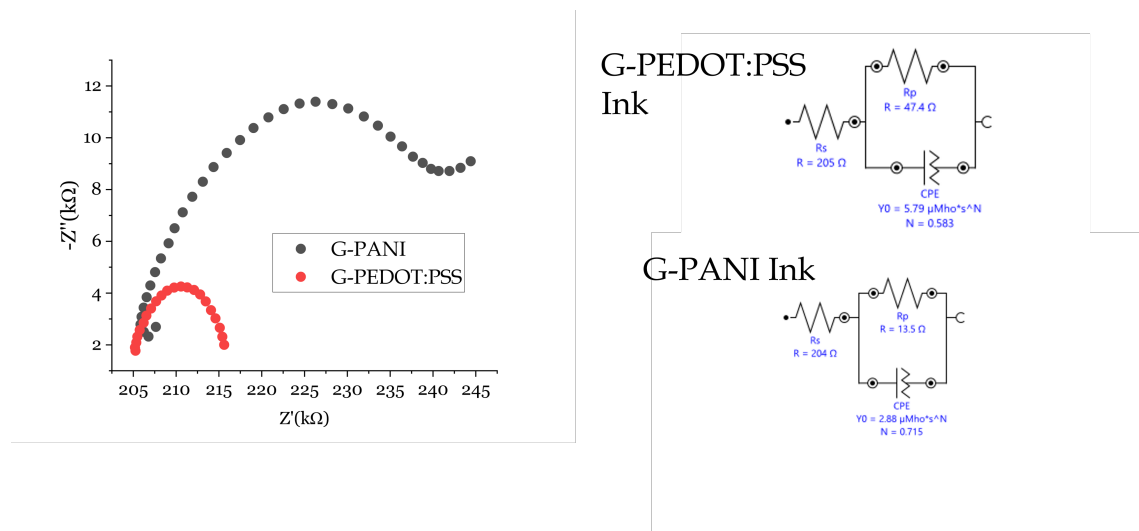 12
10
8
6
4
2
-Z''(kΩ)
G-PANI
G-PEDOT:PSS
205 210 215 220 225 230 235 240 245
Z'(kΩ)
G-PEDOT:PSS
Ink
Rp
R = 47.4 Ω
Rs
R = 205 Ω
CPE
Y0 = 5.79 µMho*s^N
N = 0.583
G-PANI Ink
Rp
R = 13.5 Ω
Rs
R = 204 Ω
CPE
Y0 = 2.88 µMho*s^N
N = 0.715